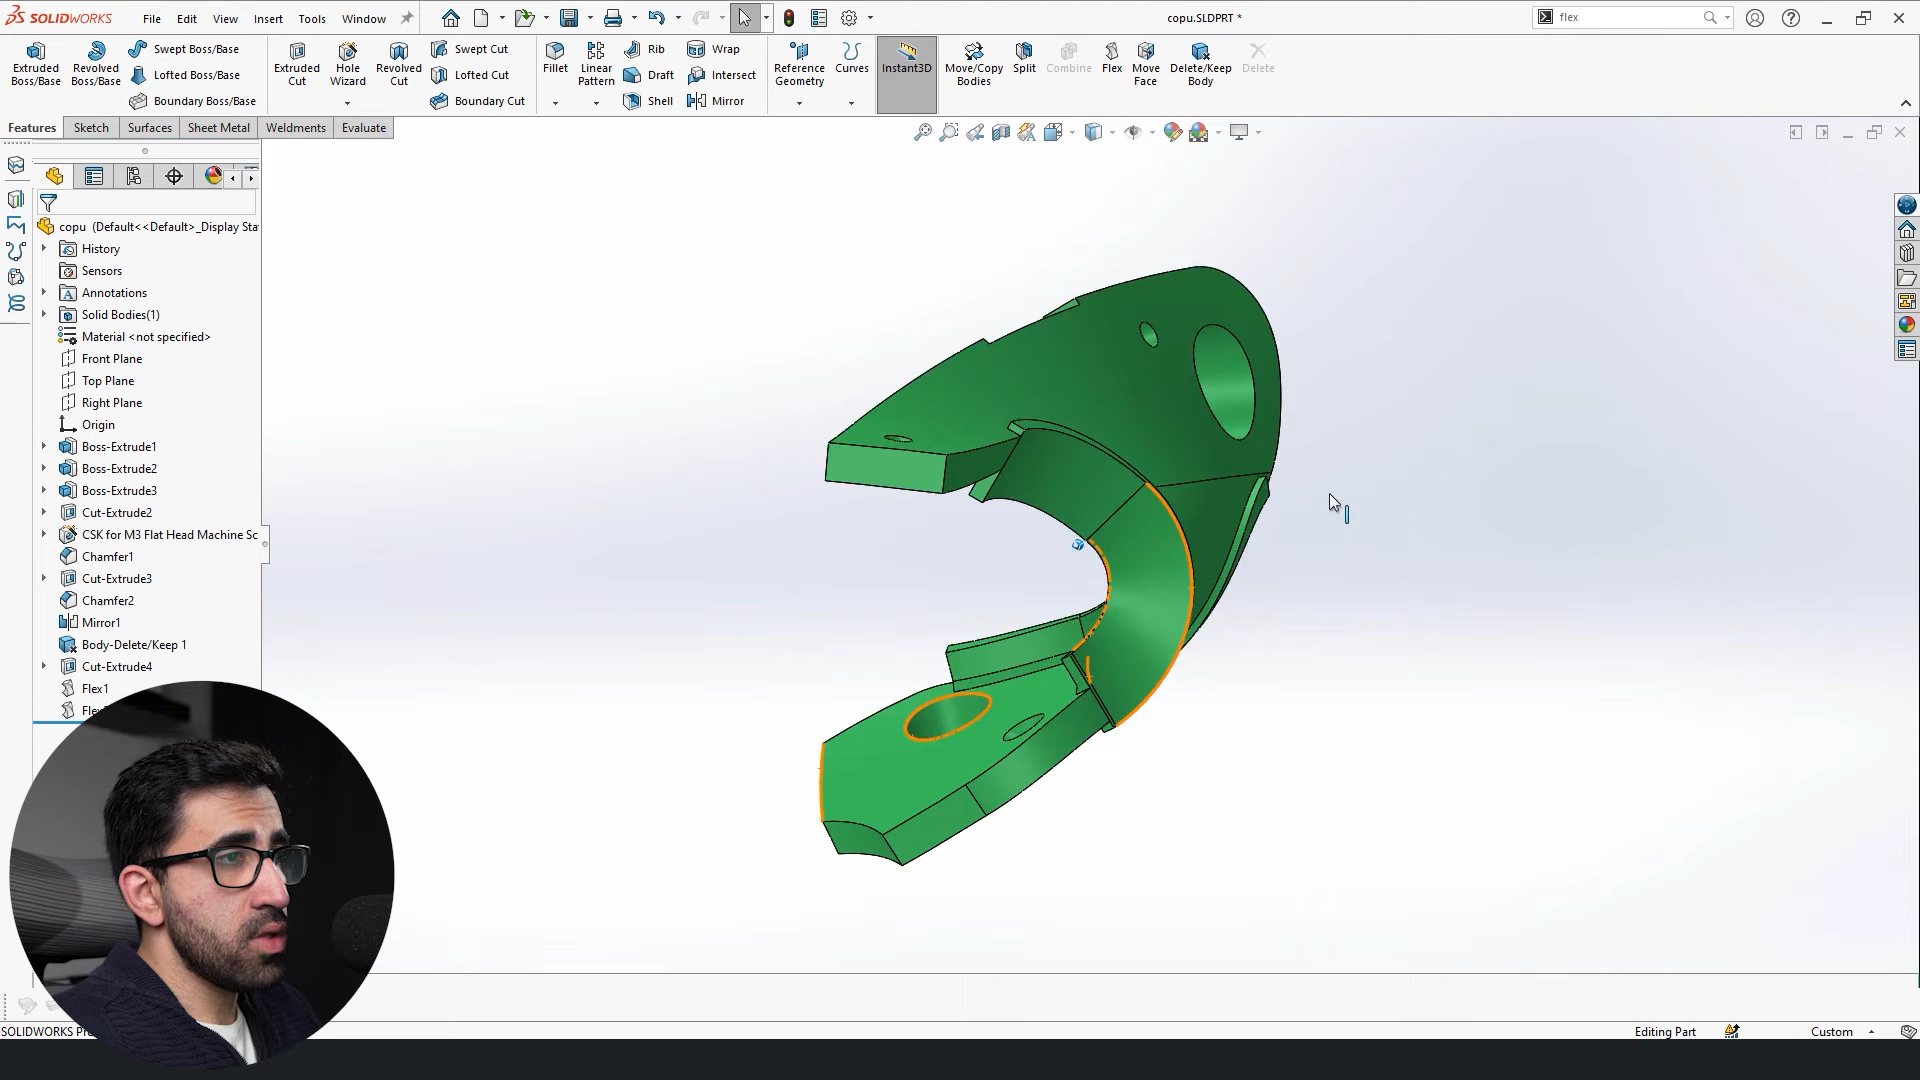 SOLIDWORKS File Edit View Insert Tools Window copu.SLDPRT * flex
Extruded Boss/Base
Revolved Boss/Base
Swept Boss/Base
Lofted Boss/Base
Boundary Boss/Base
Extruded Cut
Hole Wizard
Revolved Cut
Swept Cut
Lofted Cut
Boundary Cut
Fillet
Linear Pattern
Rib
Draft
Shell
Wrap
Intersect
Mirror
Reference Geometry
Curves
Instant3D
Move/Copy Bodies
Split
Combine
Flex
Move Face
Delete/Keep Body
Delete
Features Sketch Surfaces Sheet Metal Weldments Evaluate
copu (Default<<Default>_Display Sta
History
Sensors
Annotations
Solid Bodies(1)
Material <not specified>
Front Plane
Top Plane
Right Plane
Origin
Boss-Extrude1
Boss-Extrude2
Boss-Extrude3
Cut-Extrude2
CSK for M3 Flat Head Machine Sc
Chamfer1
Cut-Extrude3
Chamfer2
Mirror1
Body-Delete/Keep 1
Cut-Extrude4
Flex1
SOLIDWORKS Editing Part Custom